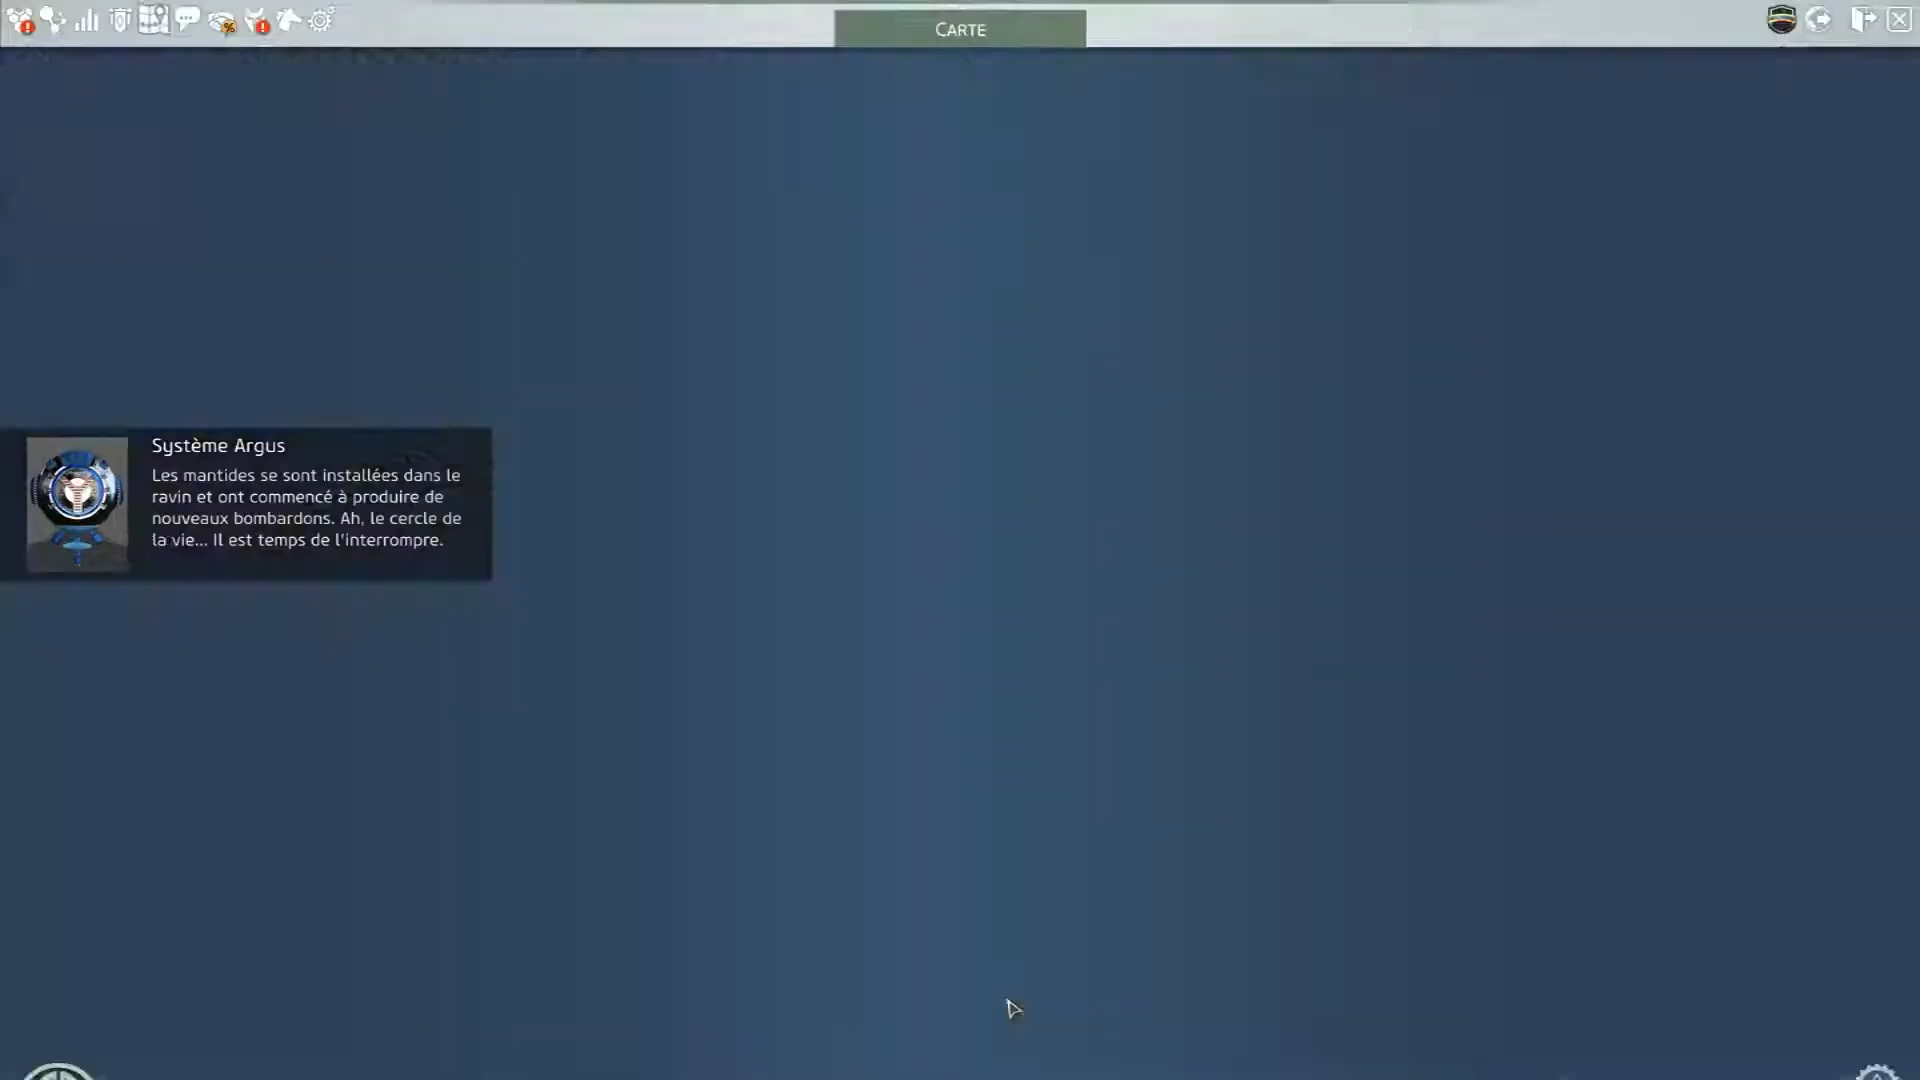 CARTE
Système Argus
Les mantides se sont installées dans le
ravin et ont commencé à produire de
nouveaux bombardons. Ah, le cercle de
la vie... Il est temps de l'interrompre.